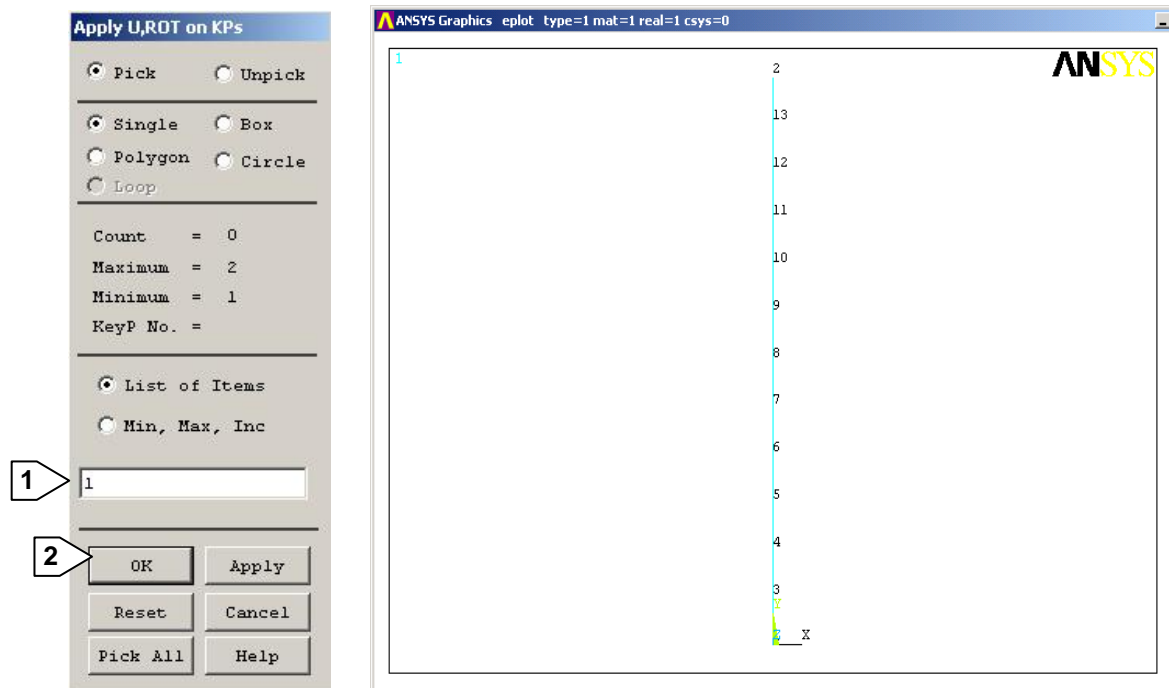 Apply U,ROT on KPs
Pick Unpick
Single Box
Polygon Circle
Loop
Count = 0
Maximum = 2
Minimum = 1
KeyP No. =
List of Items
Min, Max, Inc
1
1
2
OK Apply
Reset Cancel
Pick All Help
ANSYS Graphics eplot type=1 mat=1 real=1 csys=0
1
ANSYS
2
13
12
11
10
9
8
7
6
5
4
3
Y
Z X